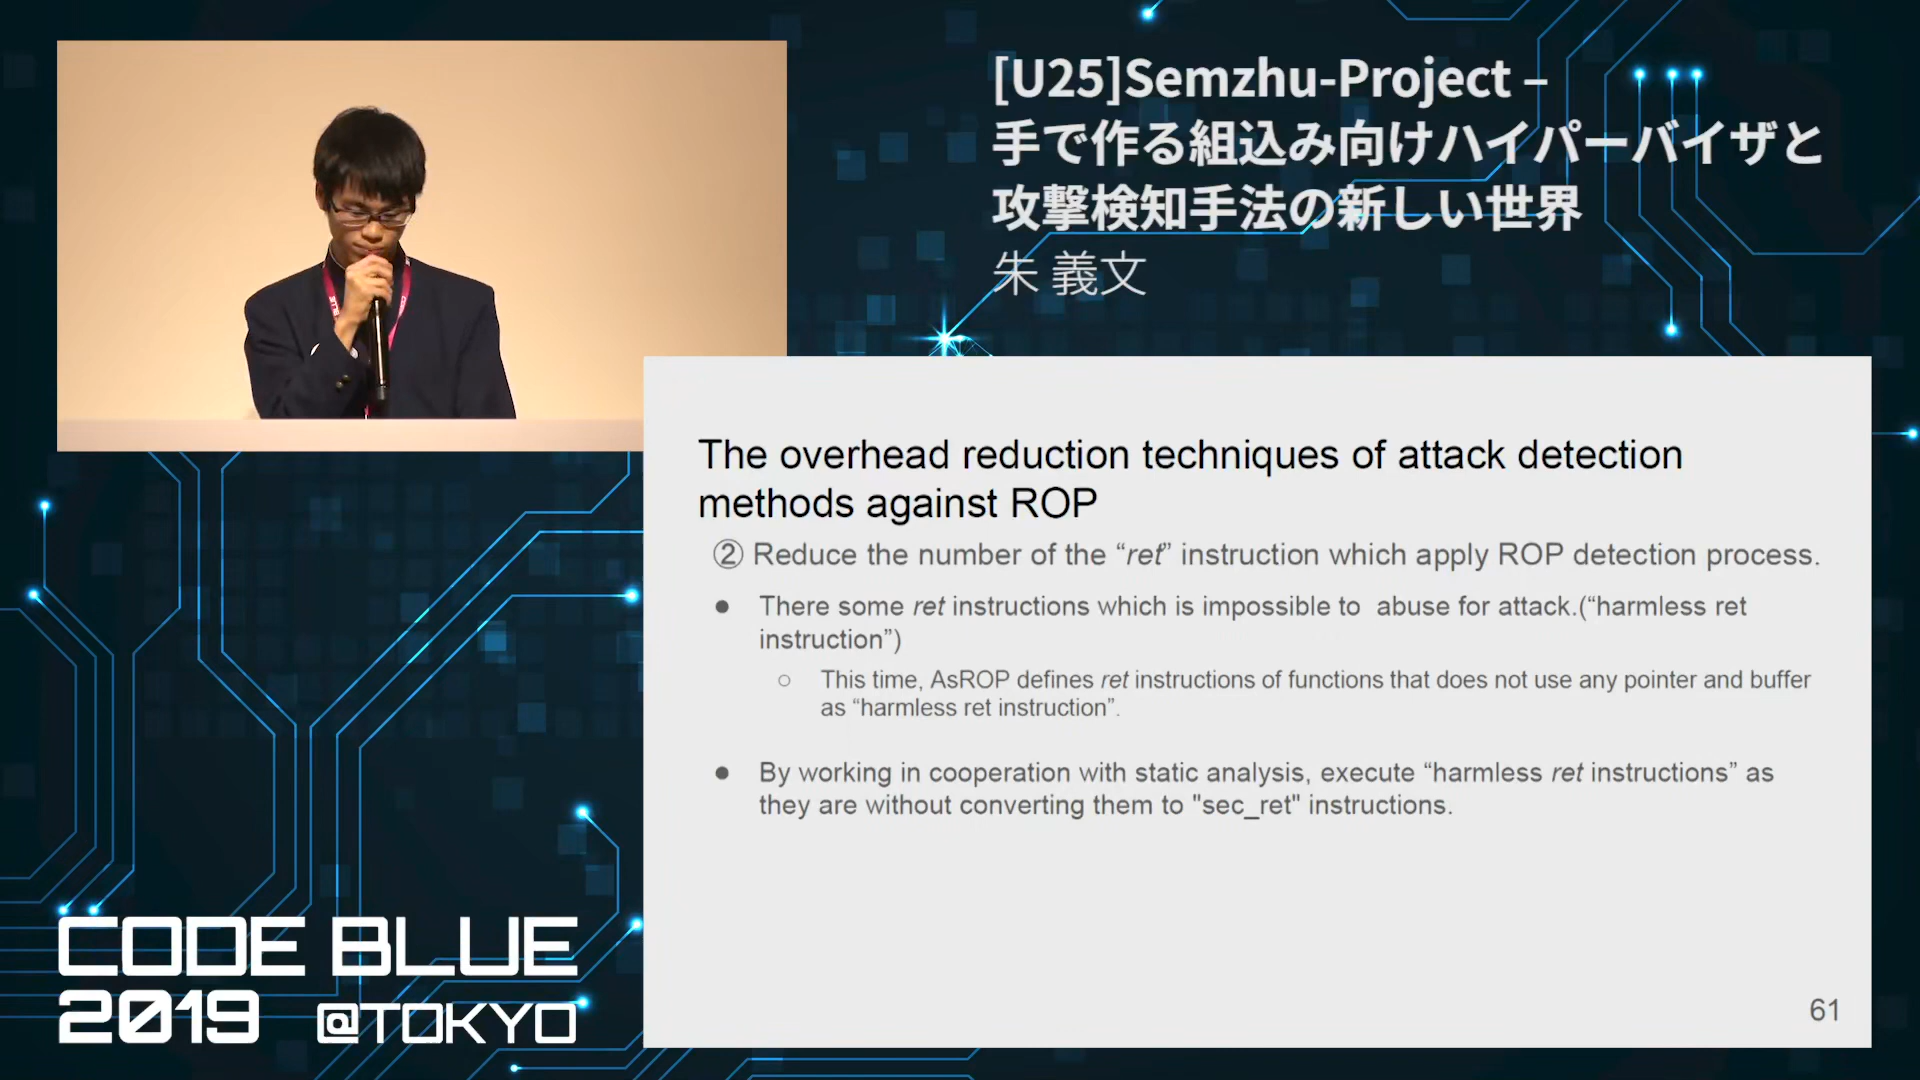 [U25]Semzhu-Project –
手で作る組込み向けハイパーバイザと
攻撃検知手法の新しい世界
朱 義文
The overhead reduction techniques of attack detection
methods against ROP
② Reduce the number of the “ret” instruction which apply ROP detection process.
● There some ret instructions which is impossible to abuse for attack.(“harmless ret
instruction”)
○ This time, AsROP defines ret instructions of functions that does not use any pointer and buffer
as “harmless ret instruction”.
● By working in cooperation with static analysis, execute “harmless ret instructions” as
they are without converting them to "sec_ret" instructions.
61
CODE BLUE
2019 @TOKYO